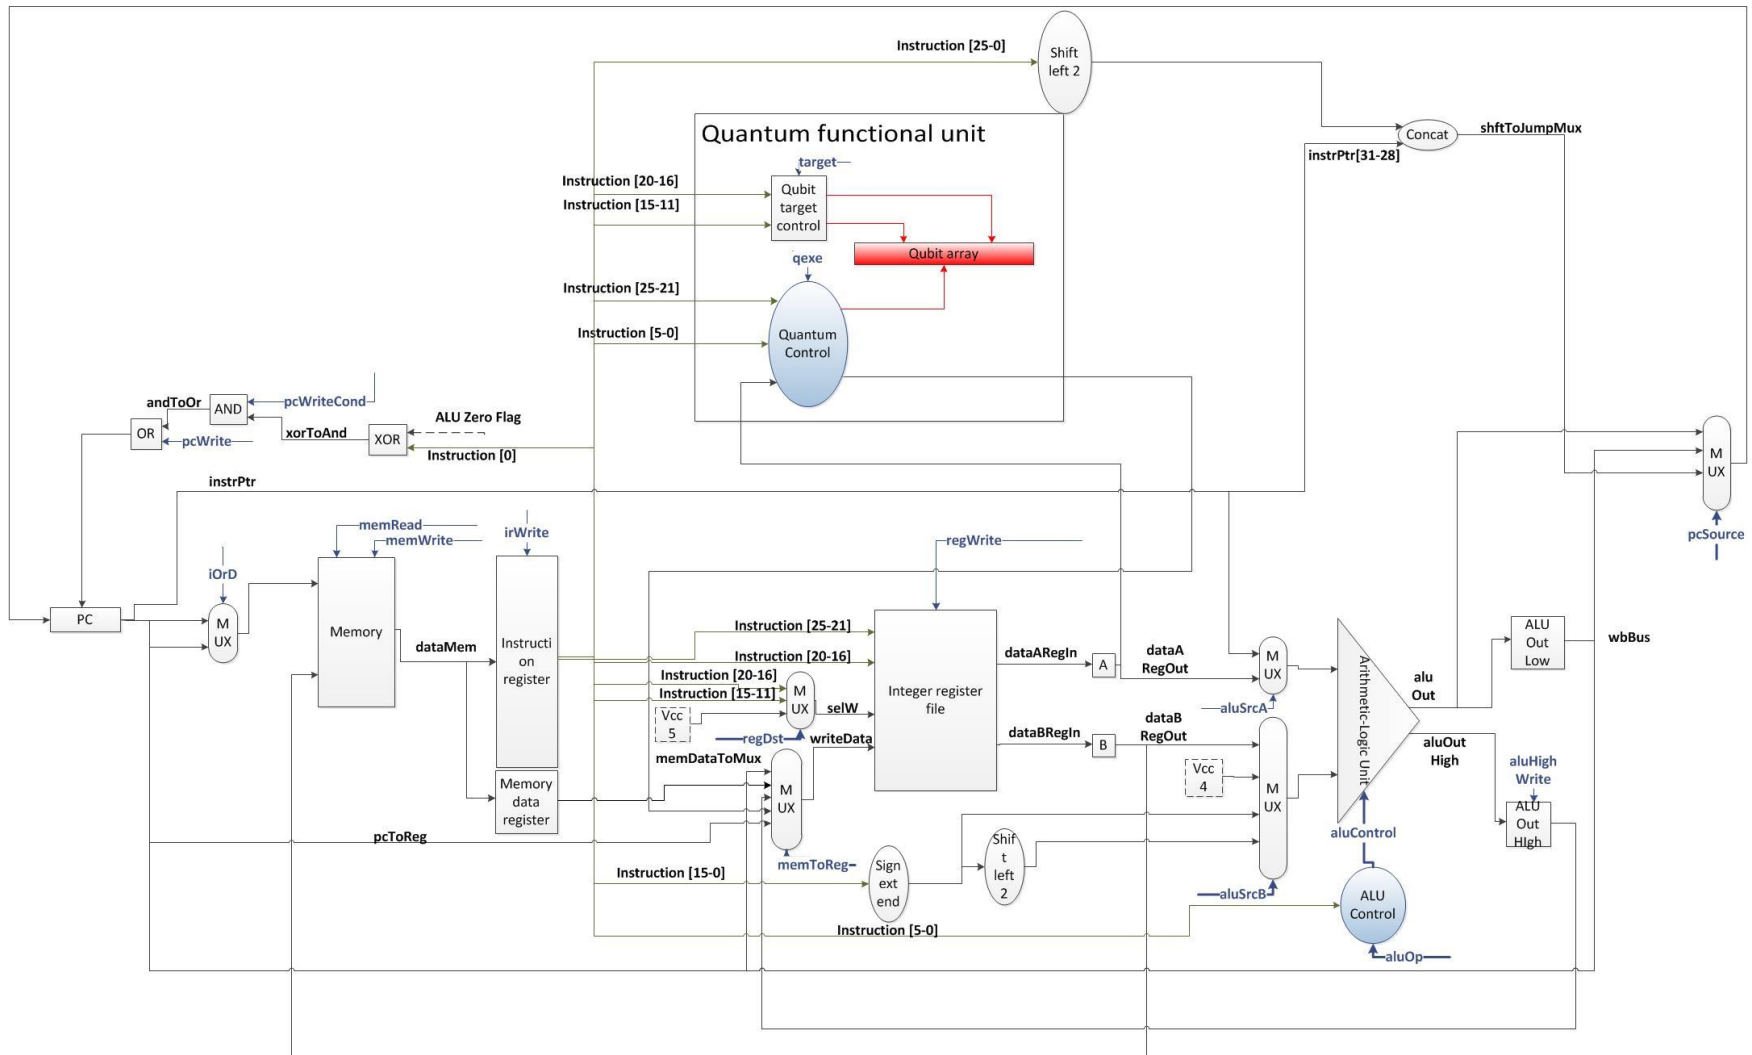 Instruction [25-0]
Shift
left 2
Quantum functional unit
Concat
shftToJumpMux
instrPtr[31-28]
target
Instruction [20-16]
Instruction [15-11]
Qubit
target
control
Qubit array
qexe
Instruction [25-21]
Instruction [5-0]
Quantum
Control
andToOr
AND
pcWriteCond
OR
pcWrite
xorToAnd
XOR
ALU Zero Flag
Instruction [0]
instrPtr
M
UX
pcSource
memRead
memWrite
irWrite
regWrite
iOrD
PC
M
UX
Memory
dataMem
Instructi
on
register
Instruction [25-21]
Instruction [20-16]
Instruction [20-16]
Instruction [15-11]
Vcc
5
M
UX
selW
regDst
writeData
Integer register
file
dataARegIn
A
dataA
RegOut
dataBRegIn
B
dataB
RegOut
M
UX
aluSrcA
Arithmetic-Logic Unit
alu
Out
aluOut
High
ALU
Out
Low
wbBus
aluHigh
Write
ALU
Out
HIgh
memDataToMux
Memory
data
register
M
UX
memToReg
pcToReg
Vcc
4
M
UX
aluSrcB
Instruction [15-0]
Sign
ext
end
Shif
t
left
2
aluControl
ALU
Control
Instruction [5-0]
aluOp